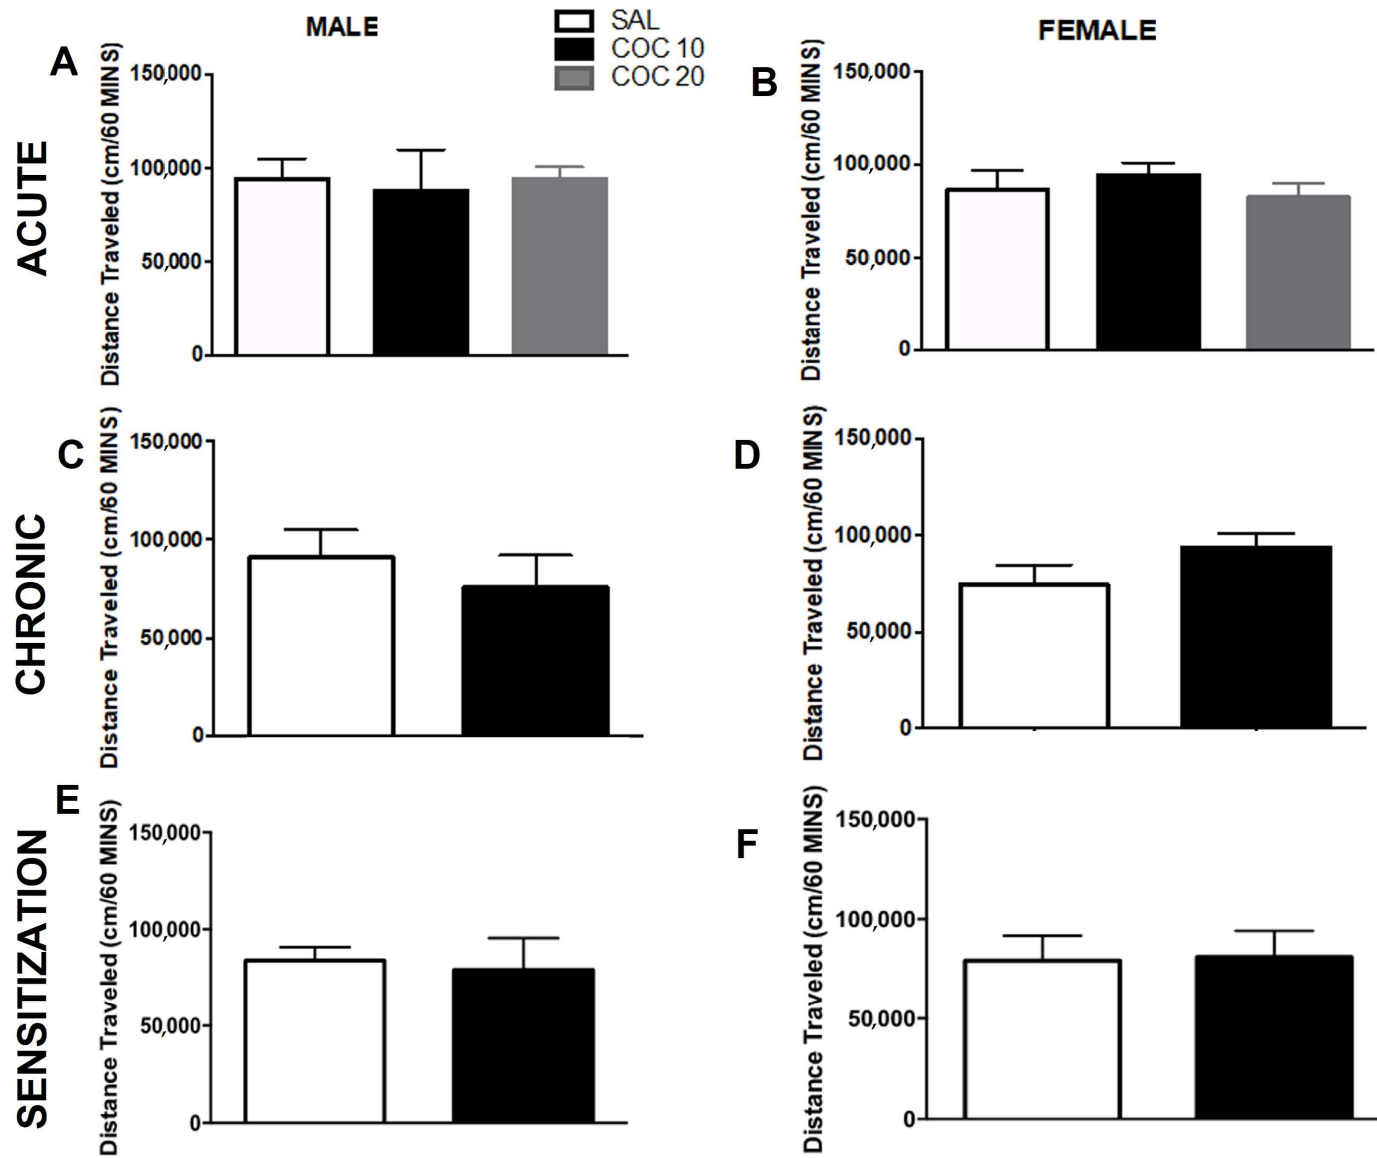 MALE
SAL
COC 10
COC 20
FEMALE
ACUTE
A
Distance Traveled (cm/60 MINS)
150,000
100,000
50,000
0
B
Distance Traveled (cm/60 MINS)
150,000
100,000
50,000
0
CHRONIC
C
Distance Traveled (cm/60 MINS)
150,000
100,000
50,000
0
D
Distance Traveled (cm/60 MINS)
150,000
100,000
50,000
0
SENSITIZATION
E
Distance Traveled (cm/60 MINS)
150,000
100,000
50,000
0
F
Distance Traveled (cm/60 MINS)
150,000
100,000
50,000
0